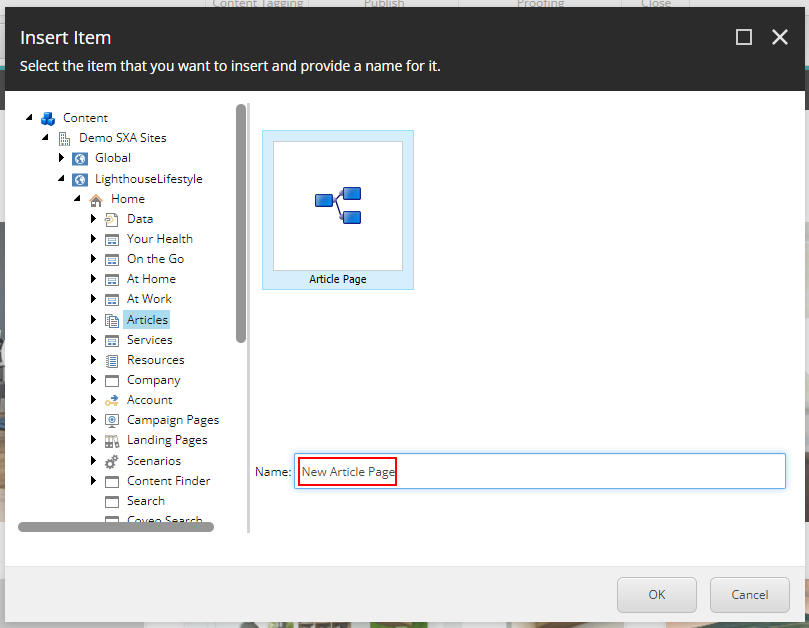 Content Tagging Publish Proofing Close
Insert Item
Select the item that you want to insert and provide a name for it.
Content
Demo SXA Sites
Global
LighthouseLifestyle
Home
Data
Your Health
On the Go
At Home
At Work
Articles
Services
Resources
Company
Account
Campaign Pages
Landing Pages
Scenarios
Content Finder
Search
Coveo Search
Article Page
Name: New Article Page
OK Cancel